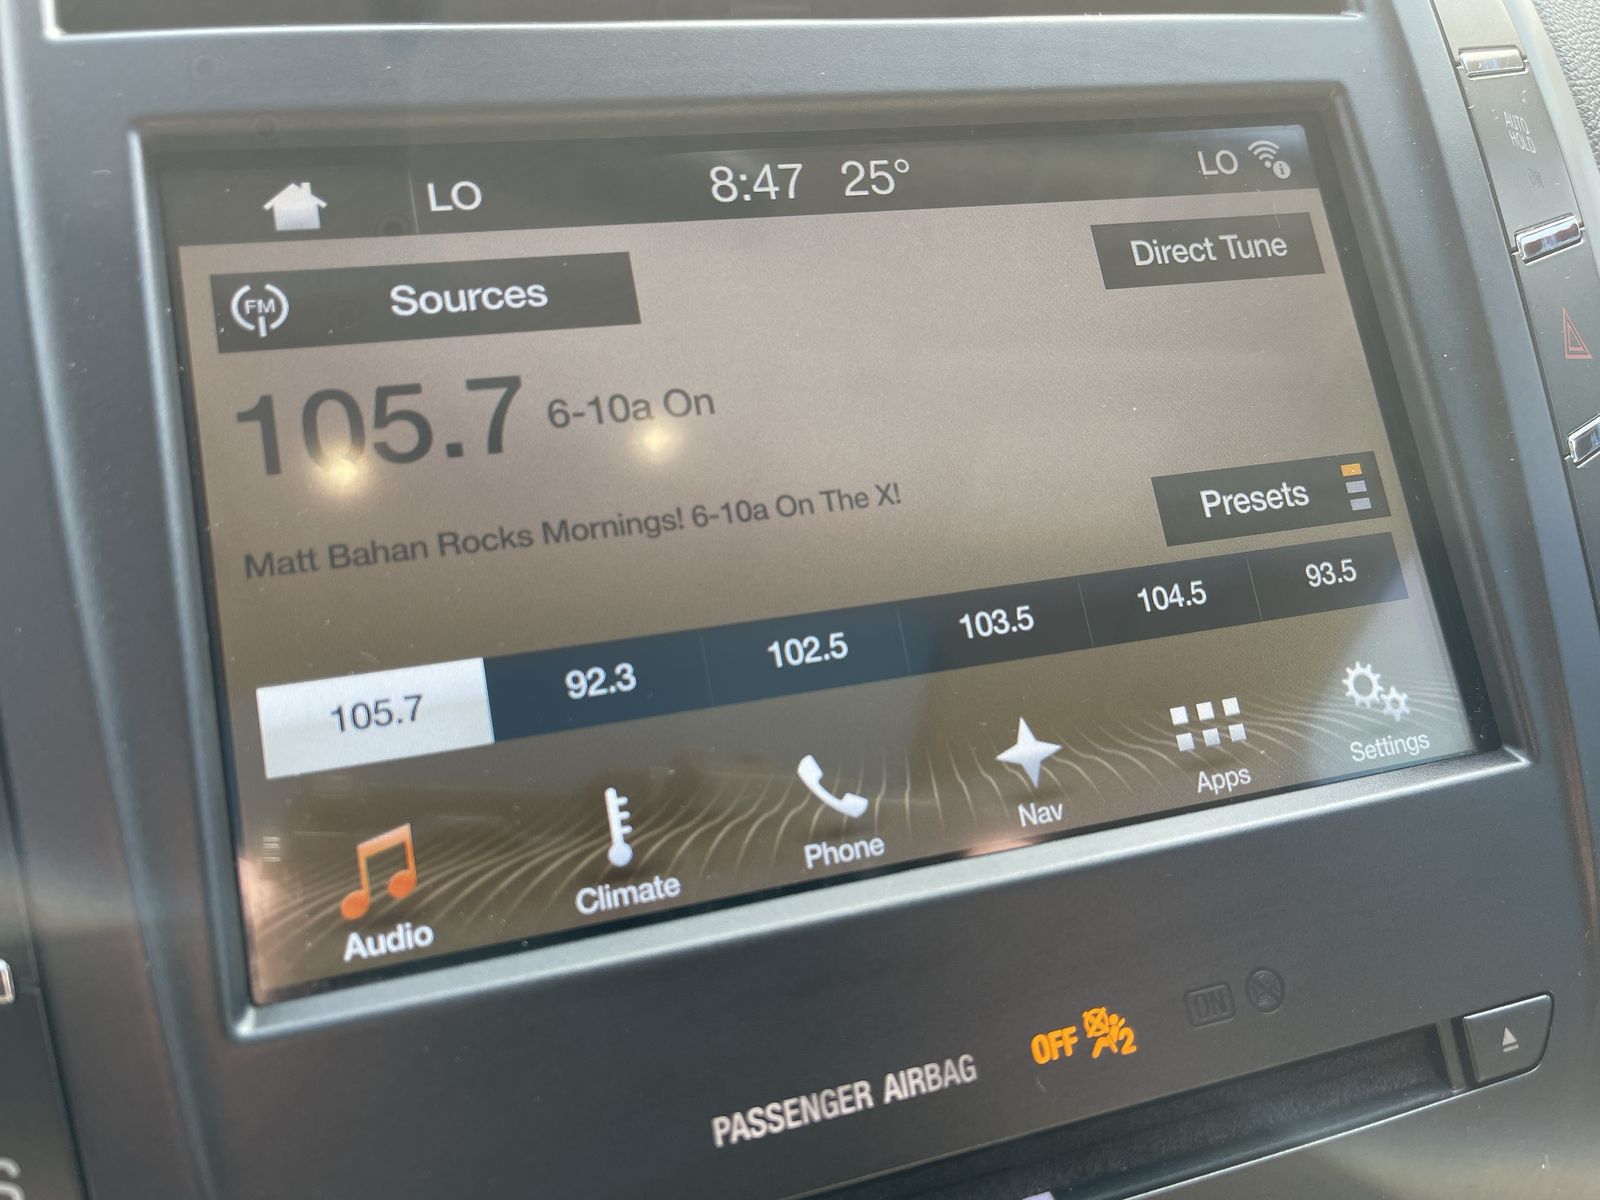 LO 8:47 25° LO
FM Sources
Direct Tune
105.7 6-10a On
Matt Bahan Rocks Mornings! 6-10a On The X!
Presets
105.7 92.3 102.5 103.5 104.5 93.5
Audio Climate Phone Nav Apps Settings
PASSENGER AIRBAG OFF 2 ON
AUTO
HOLD